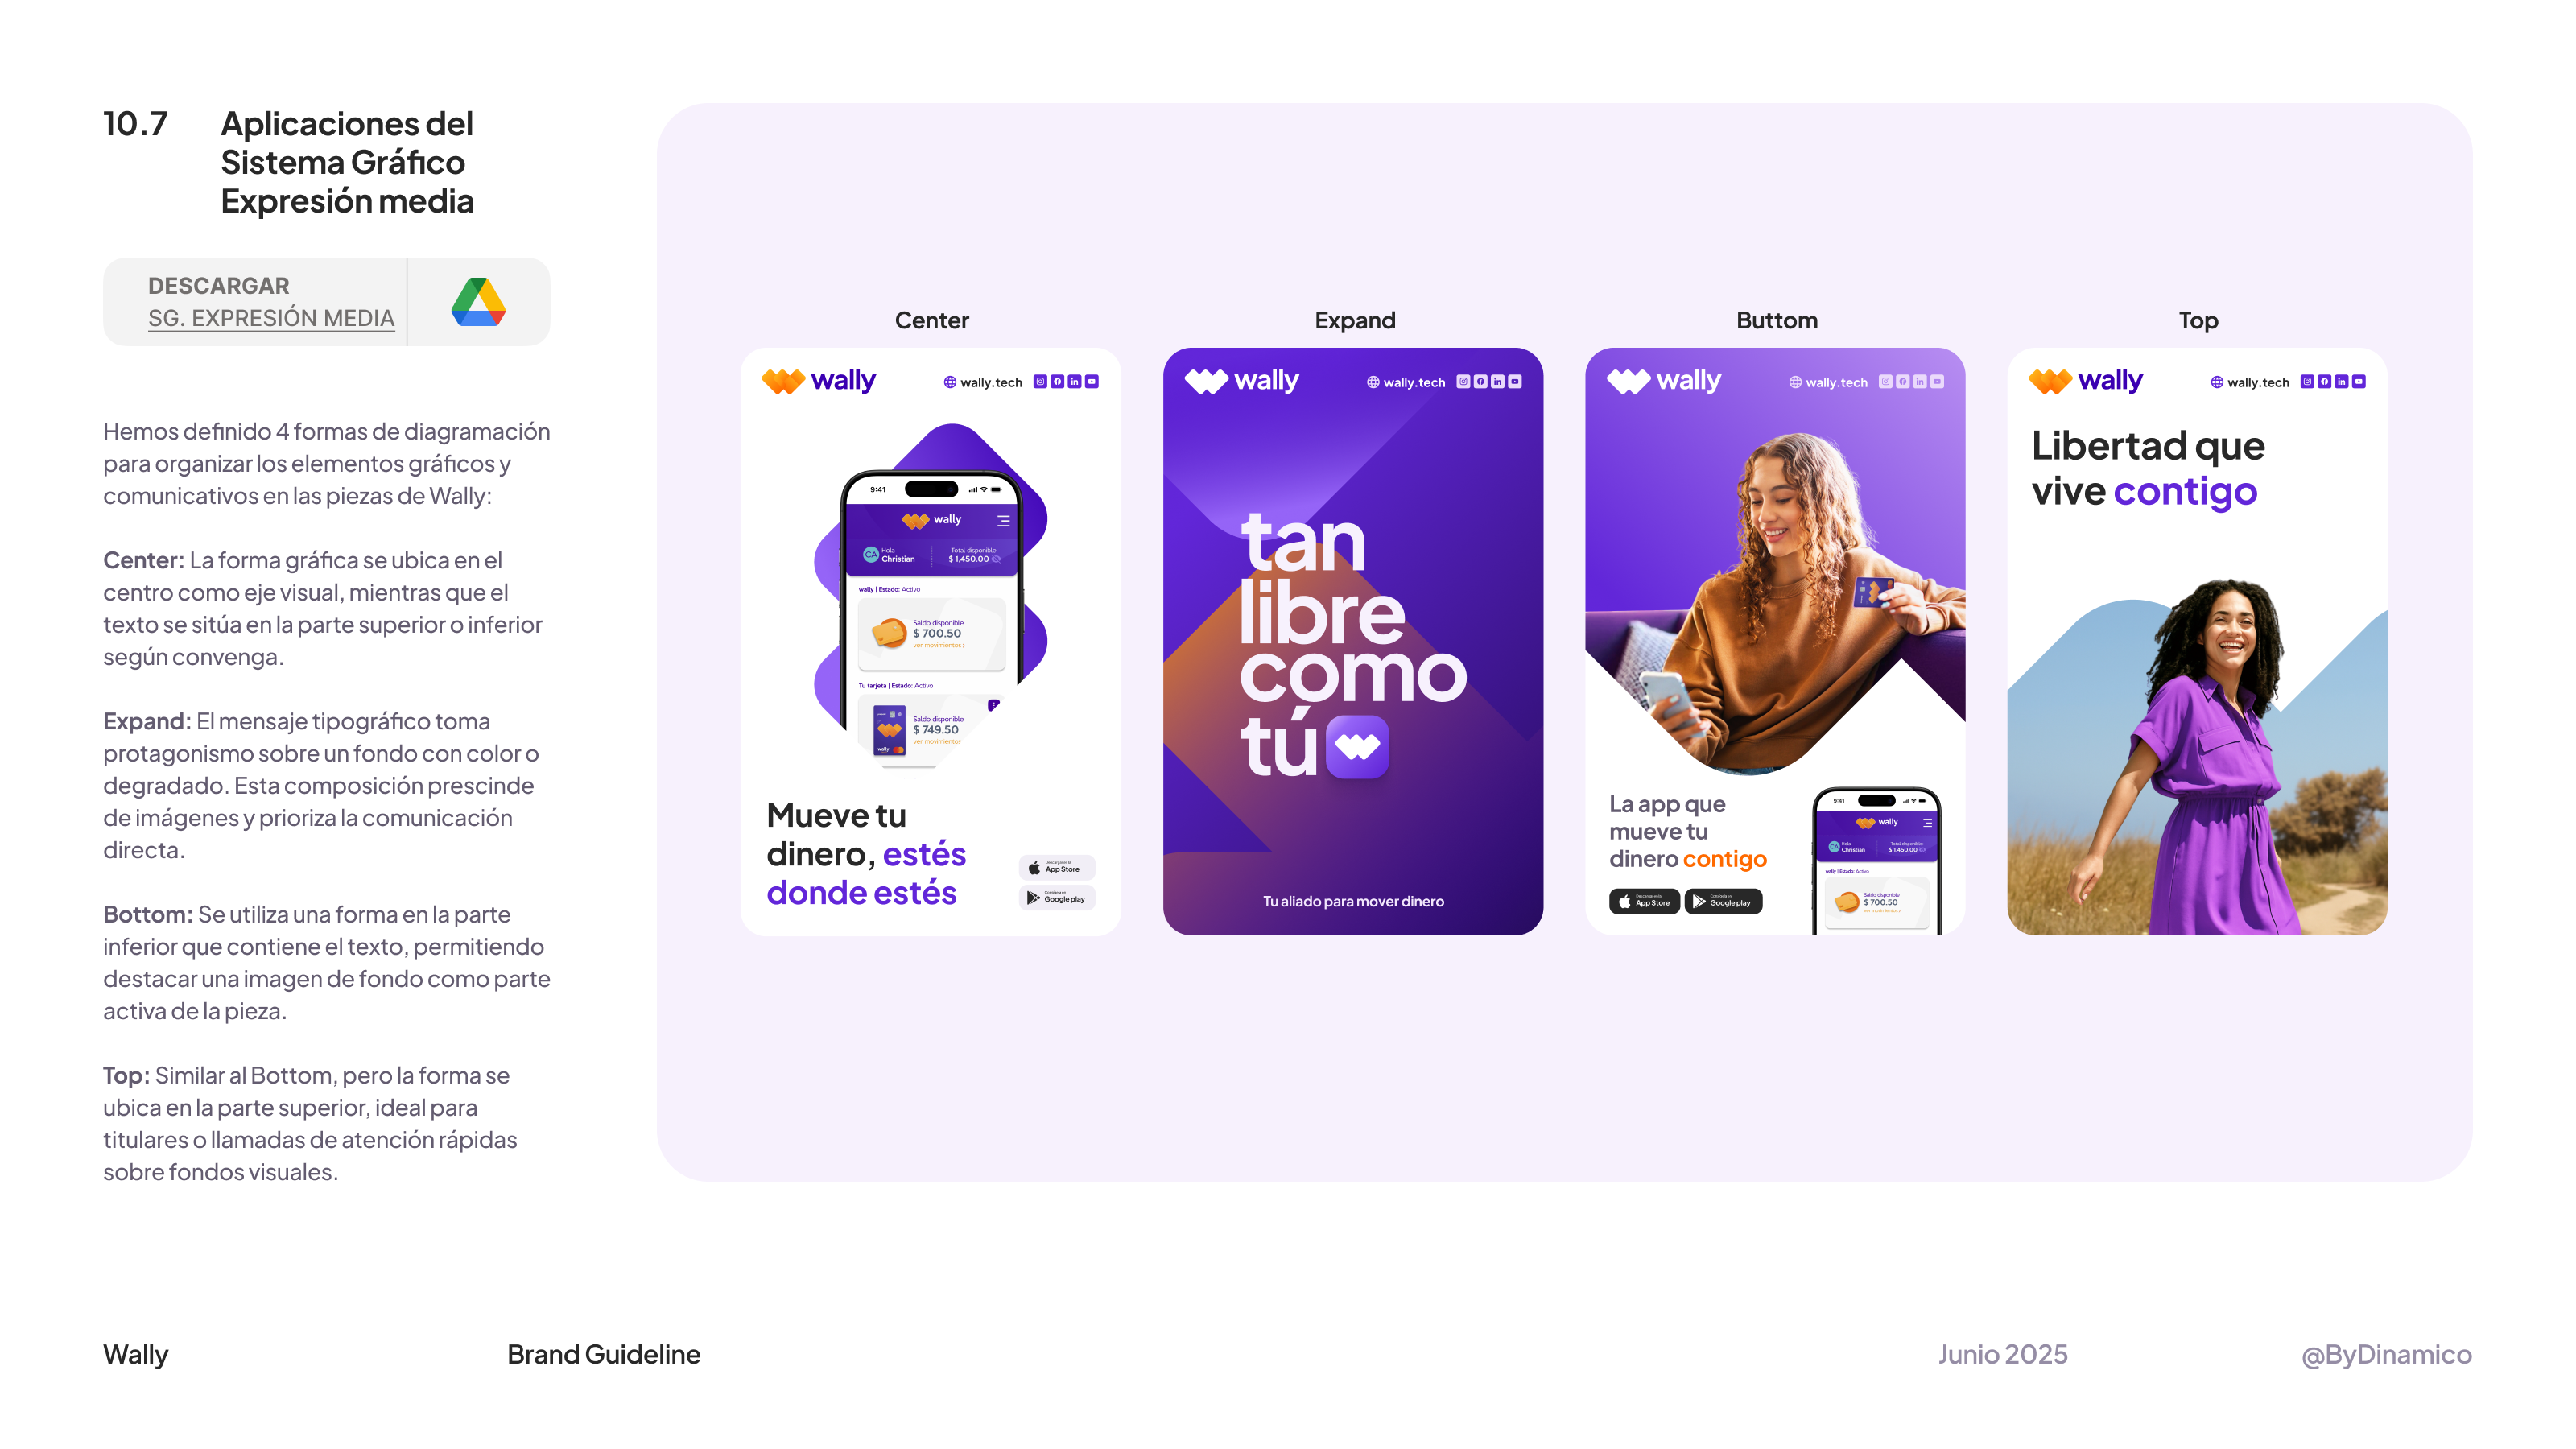 10.7
Aplicaciones del
Sistema Gráfico
Expresión media
DESCARGAR
SG. EXPRESIÓN MEDIA
Hemos definido 4 formas de diagramación
para organizar los elementos gráficos y
comunicativos en las piezas de Wally:
Center: La forma gráfica se ubica en el
centro como eje visual, mientras que el
texto se sitúa en la parte superior o inferior
según convenga.
Expand: El mensaje tipográfico toma
protagonismo sobre un fondo con color o
degradado. Esta composición prescinde
de imágenes y prioriza la comunicación
directa.
Bottom: Se utiliza una forma en la parte
inferior que contiene el texto, permitiendo
destacar una imagen de fondo como parte
activa de la pieza.
Top: Similar al Bottom, pero la forma se
ubica en la parte superior, ideal para
titulares o llamadas de atención rápidas
sobre fondos visuales.
Center
wally
wally.tech
9:41
wally
CA
Hola
Christian
Total disponible
$ 1,450.00
wally | Estado: Activo
Saldo disponible
$ 700.50
ver movimientos
Tu tarjeta | Estado: Activo
Saldo disponible
$ 749.50
ver movimientos
wally
Mueve tu
dinero, estés
donde estés
App Store
Google play
Expand
wally
wally.tech
tan
libre
como
tú
Tu aliado para mover dinero
Buttom
wally
wally.tech
La app que
mueve tu
dinero contigo
App Store
Google play
9:41
wally
CA
Hola
Christian
Total disponible
$ 1,450.00
wally | Estado: Activo
Saldo disponible
$ 700.50
Top
wally
wally.tech
Libertad que
vive contigo
Wally
Brand Guideline
Junio 2025
@ByDinamico